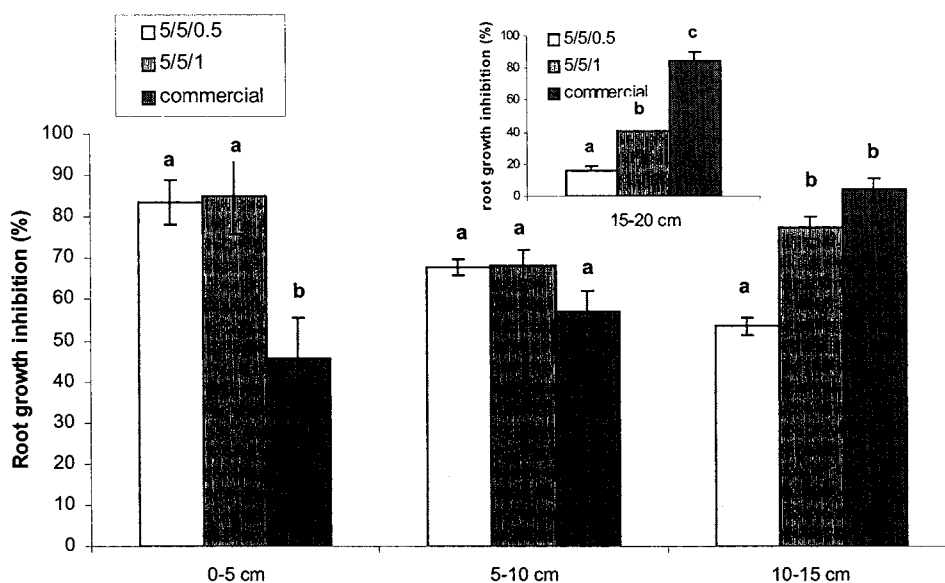 5/5/0.5
5/5/1
commercial
Root growth inhibition (%)
100
90
80
70
60
50
40
30
20
10
0
a
a
b
a
a
a
a
b
b
0-5 cm
5-10 cm
10-15 cm
root growth inhibition (%)
100
80
60
40
20
0
5/5/0.5
5/5/1
commercial
a
b
c
15-20 cm